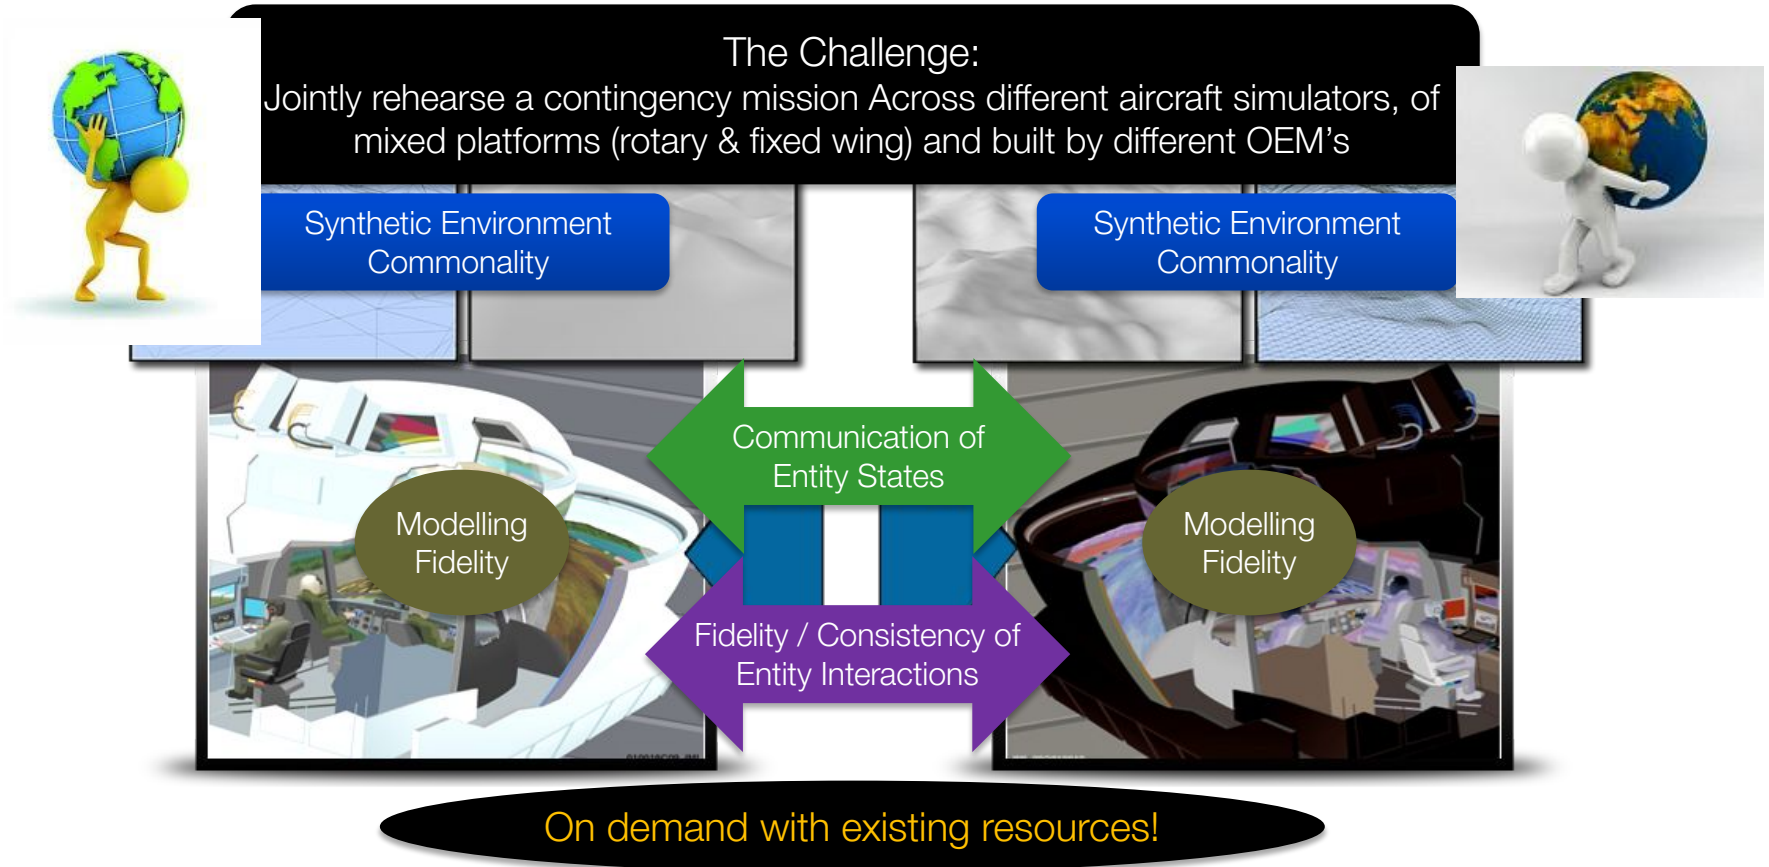 The Challenge:
Jointly rehearse a contingency mission Across different aircraft simulators, of
mixed platforms (rotary & fixed wing) and built by different OEM's
Synthetic Environment
Commonality
Synthetic Environment
Commonality
Communication of
Entity States
Modelling
Fidelity
Modelling
Fidelity
Fidelity / Consistency of
Entity Interactions
On demand with existing resources!